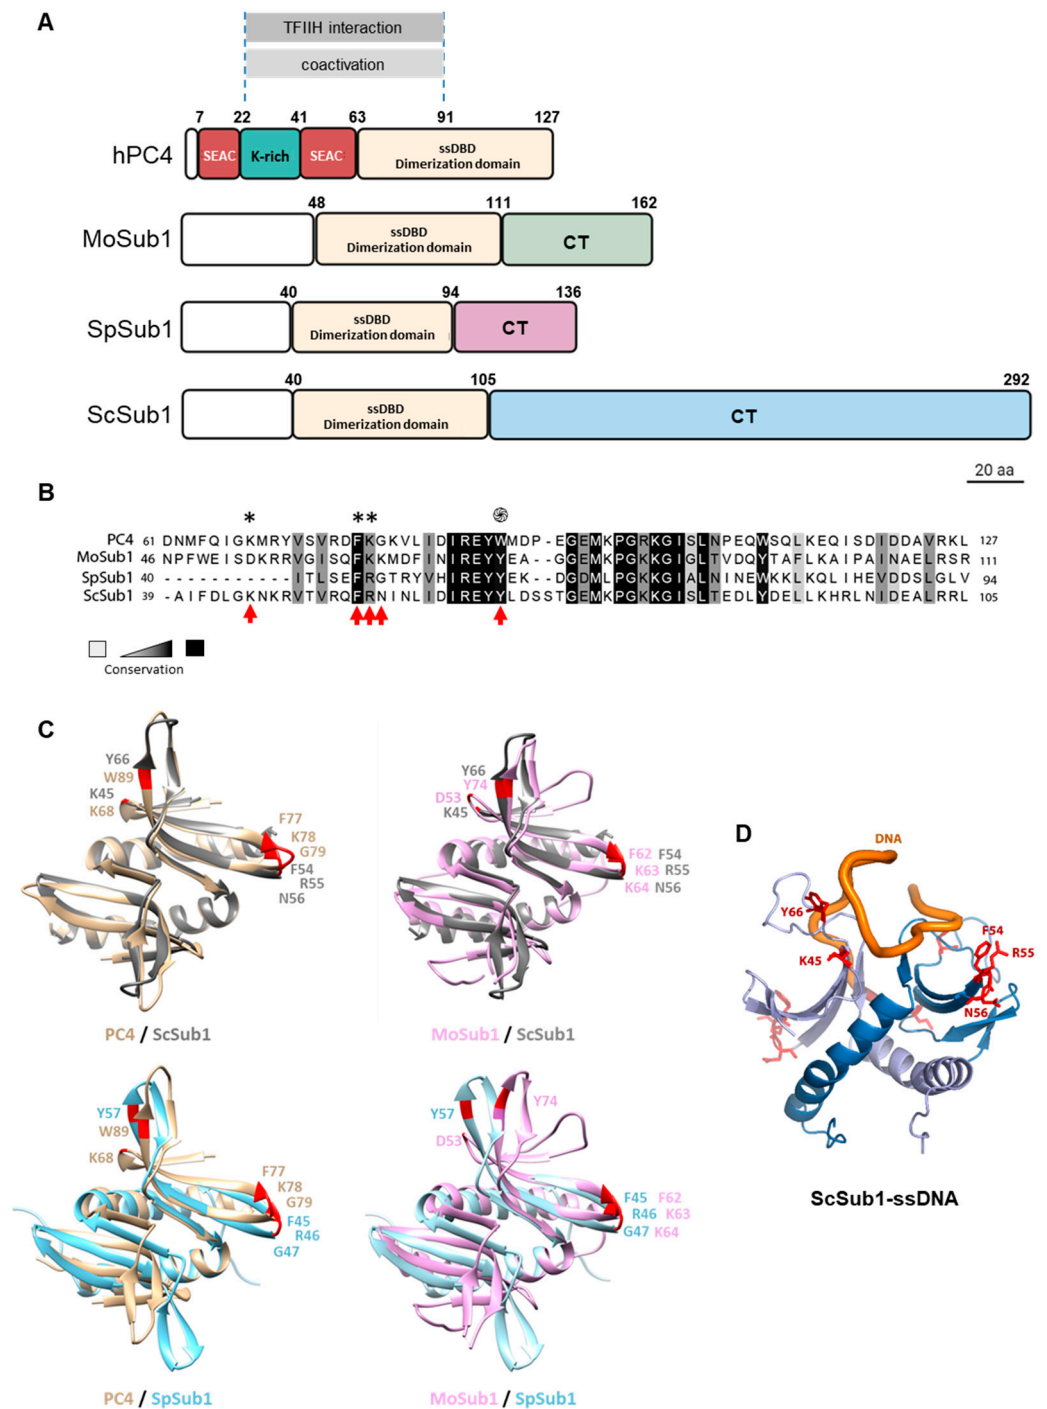 A
TFIIH interaction
coactivation
7 22 41 63 91 127
hPC4
SEAC K-rich SEAC ssDBD Dimerization domain
48 111 162
MoSub1
ssDBD Dimerization domain CT
40 94 136
SpSub1
ssDBD Dimerization domain CT
40 105 292
ScSub1
ssDBD Dimerization domain CT
20 aa
B
* * *
PC4 61 DNMFQIGKMRYVSVRDFKGKVLIDIREYWMDP-EGEMKPGRKGISLNPEQWSQLKEQISDIDDAVRKL 127
MoSub1 46 NPFWEISDKRRVGISQFKKMDFINIREYYEA--GGEMKPGKKGIGLTVDQYTAFLKAIPAINAELRSR 111
SpSub1 40 -----------ITLSEFRGTRYVHIREYYEK--DGDMLPGKKGIALNINEWKKLKQLIHEVDDSLGLV 94
ScSub1 39 -AIFDLGKNKRVTVRQFRNINLIDIREYYLDSSTGEMKPGKKGISLTEDLYDELLKHRLNIDEALRRL 105
Conservation
C
Y66
W89
K45
K68
F77
K78
G79
F54
R55
N56
PC4 / ScSub1
Y66
Y74
D53
K45
F62 F54
K63 R55
K64 N56
MoSub1 / ScSub1
Y57
W89
K68
F77
K78
G79
F45
R46
G47
PC4 / SpSub1
Y57
Y74
D53
F45 F62
R46 K63
G47 K64
MoSub1 / SpSub1
D
DNA
Y66
K45
F54
R55
N56
ScSub1-ssDNA